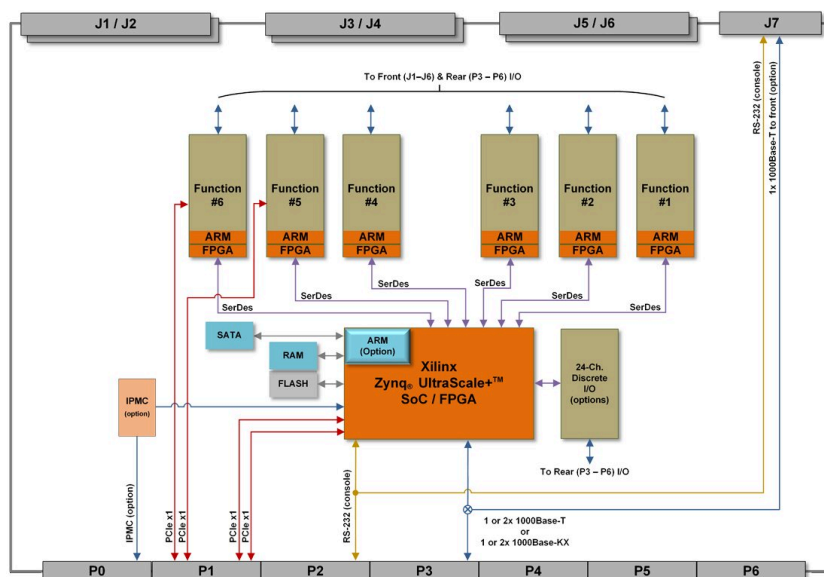 J1 / J2
J3 / J4
J5 / J6
J7
To Front (J1–J6) & Rear (P3 – P6) I/O
RS-232 (console)
1x 1000Base-T to front (option)
Function
#6
ARM
FPGA
Function
#5
ARM
FPGA
Function
#4
ARM
FPGA
Function
#3
ARM
FPGA
Function
#2
ARM
FPGA
Function
#1
ARM
FPGA
SerDes
SerDes
SerDes
SerDes
SerDes
SerDes
SATA
RAM
FLASH
ARM
(Option)
Xilinx
Zynq® UltraScale+™
SoC / FPGA
24-Ch.
Discrete
I/O
(options)
To Rear (P3 – P6) I/O
IPMC
(option)
IPMC (option)
PCIe x1
PCIe x1
PCIe x1
PCIe x1
RS-232 (console)
1 or 2x 1000Base-T
or
1 or 2x 1000Base-KX
P0
P1
P2
P3
P4
P5
P6